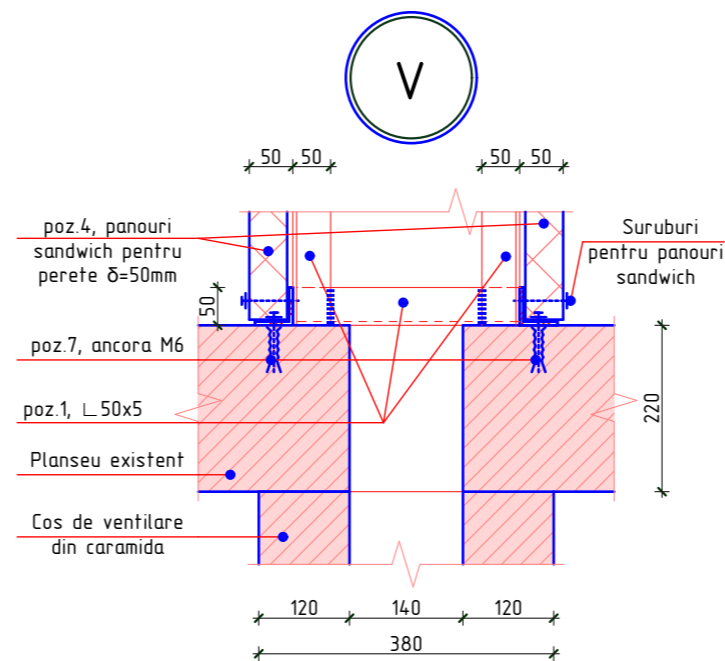 V
50 50
50 50
poz.4, panouri
sandwich pentru
perete δ=50mm
Suruburi
pentru panouri
sandwich
50
poz.7, ancora M6
poz.1, ∟50x5
220
Planseu existent
Cos de ventilare
din caramida
120 140 120
380